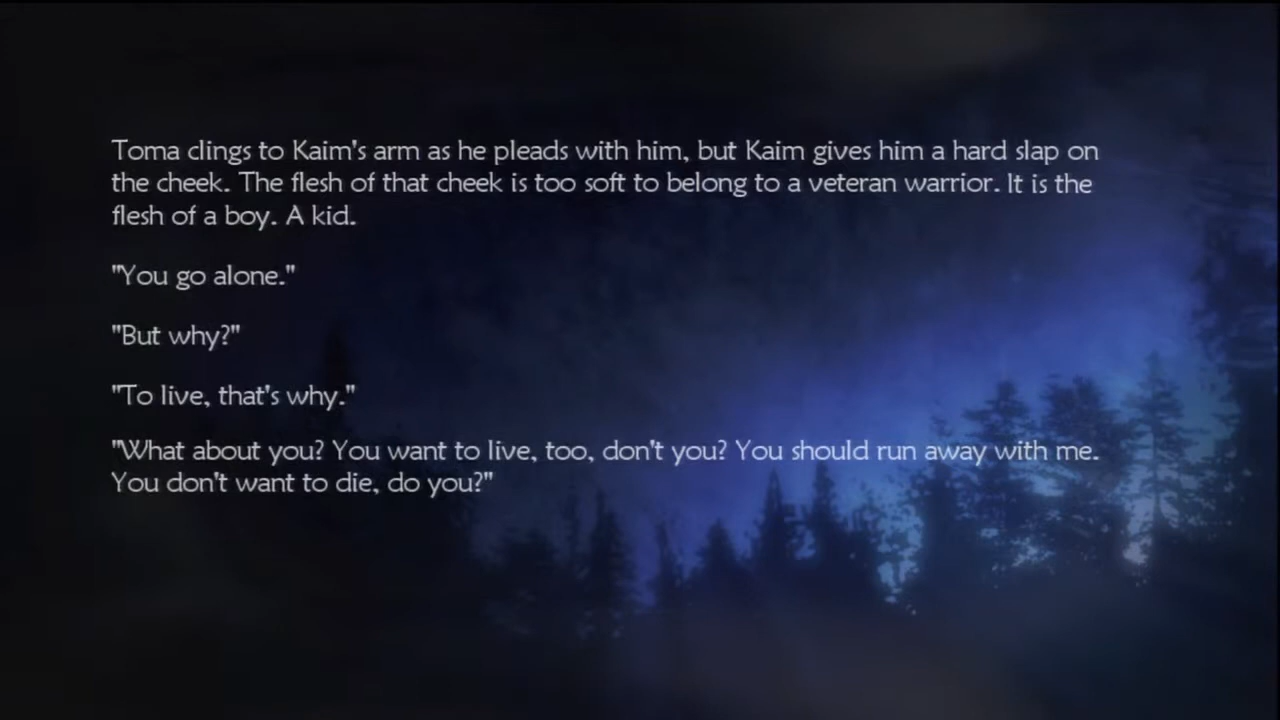 Toma clings to Kaim's arm as he pleads with him, but Kaim gives him a hard slap on
the cheek. The flesh of that cheek is too soft to belong to a veteran warrior. It is the
flesh of a boy. A kid.
"You go alone."
"But why?"
"To live, that's why."
"What about you? You want to live, too, don't you? You should run away with me.
You don't want to die, do you?"